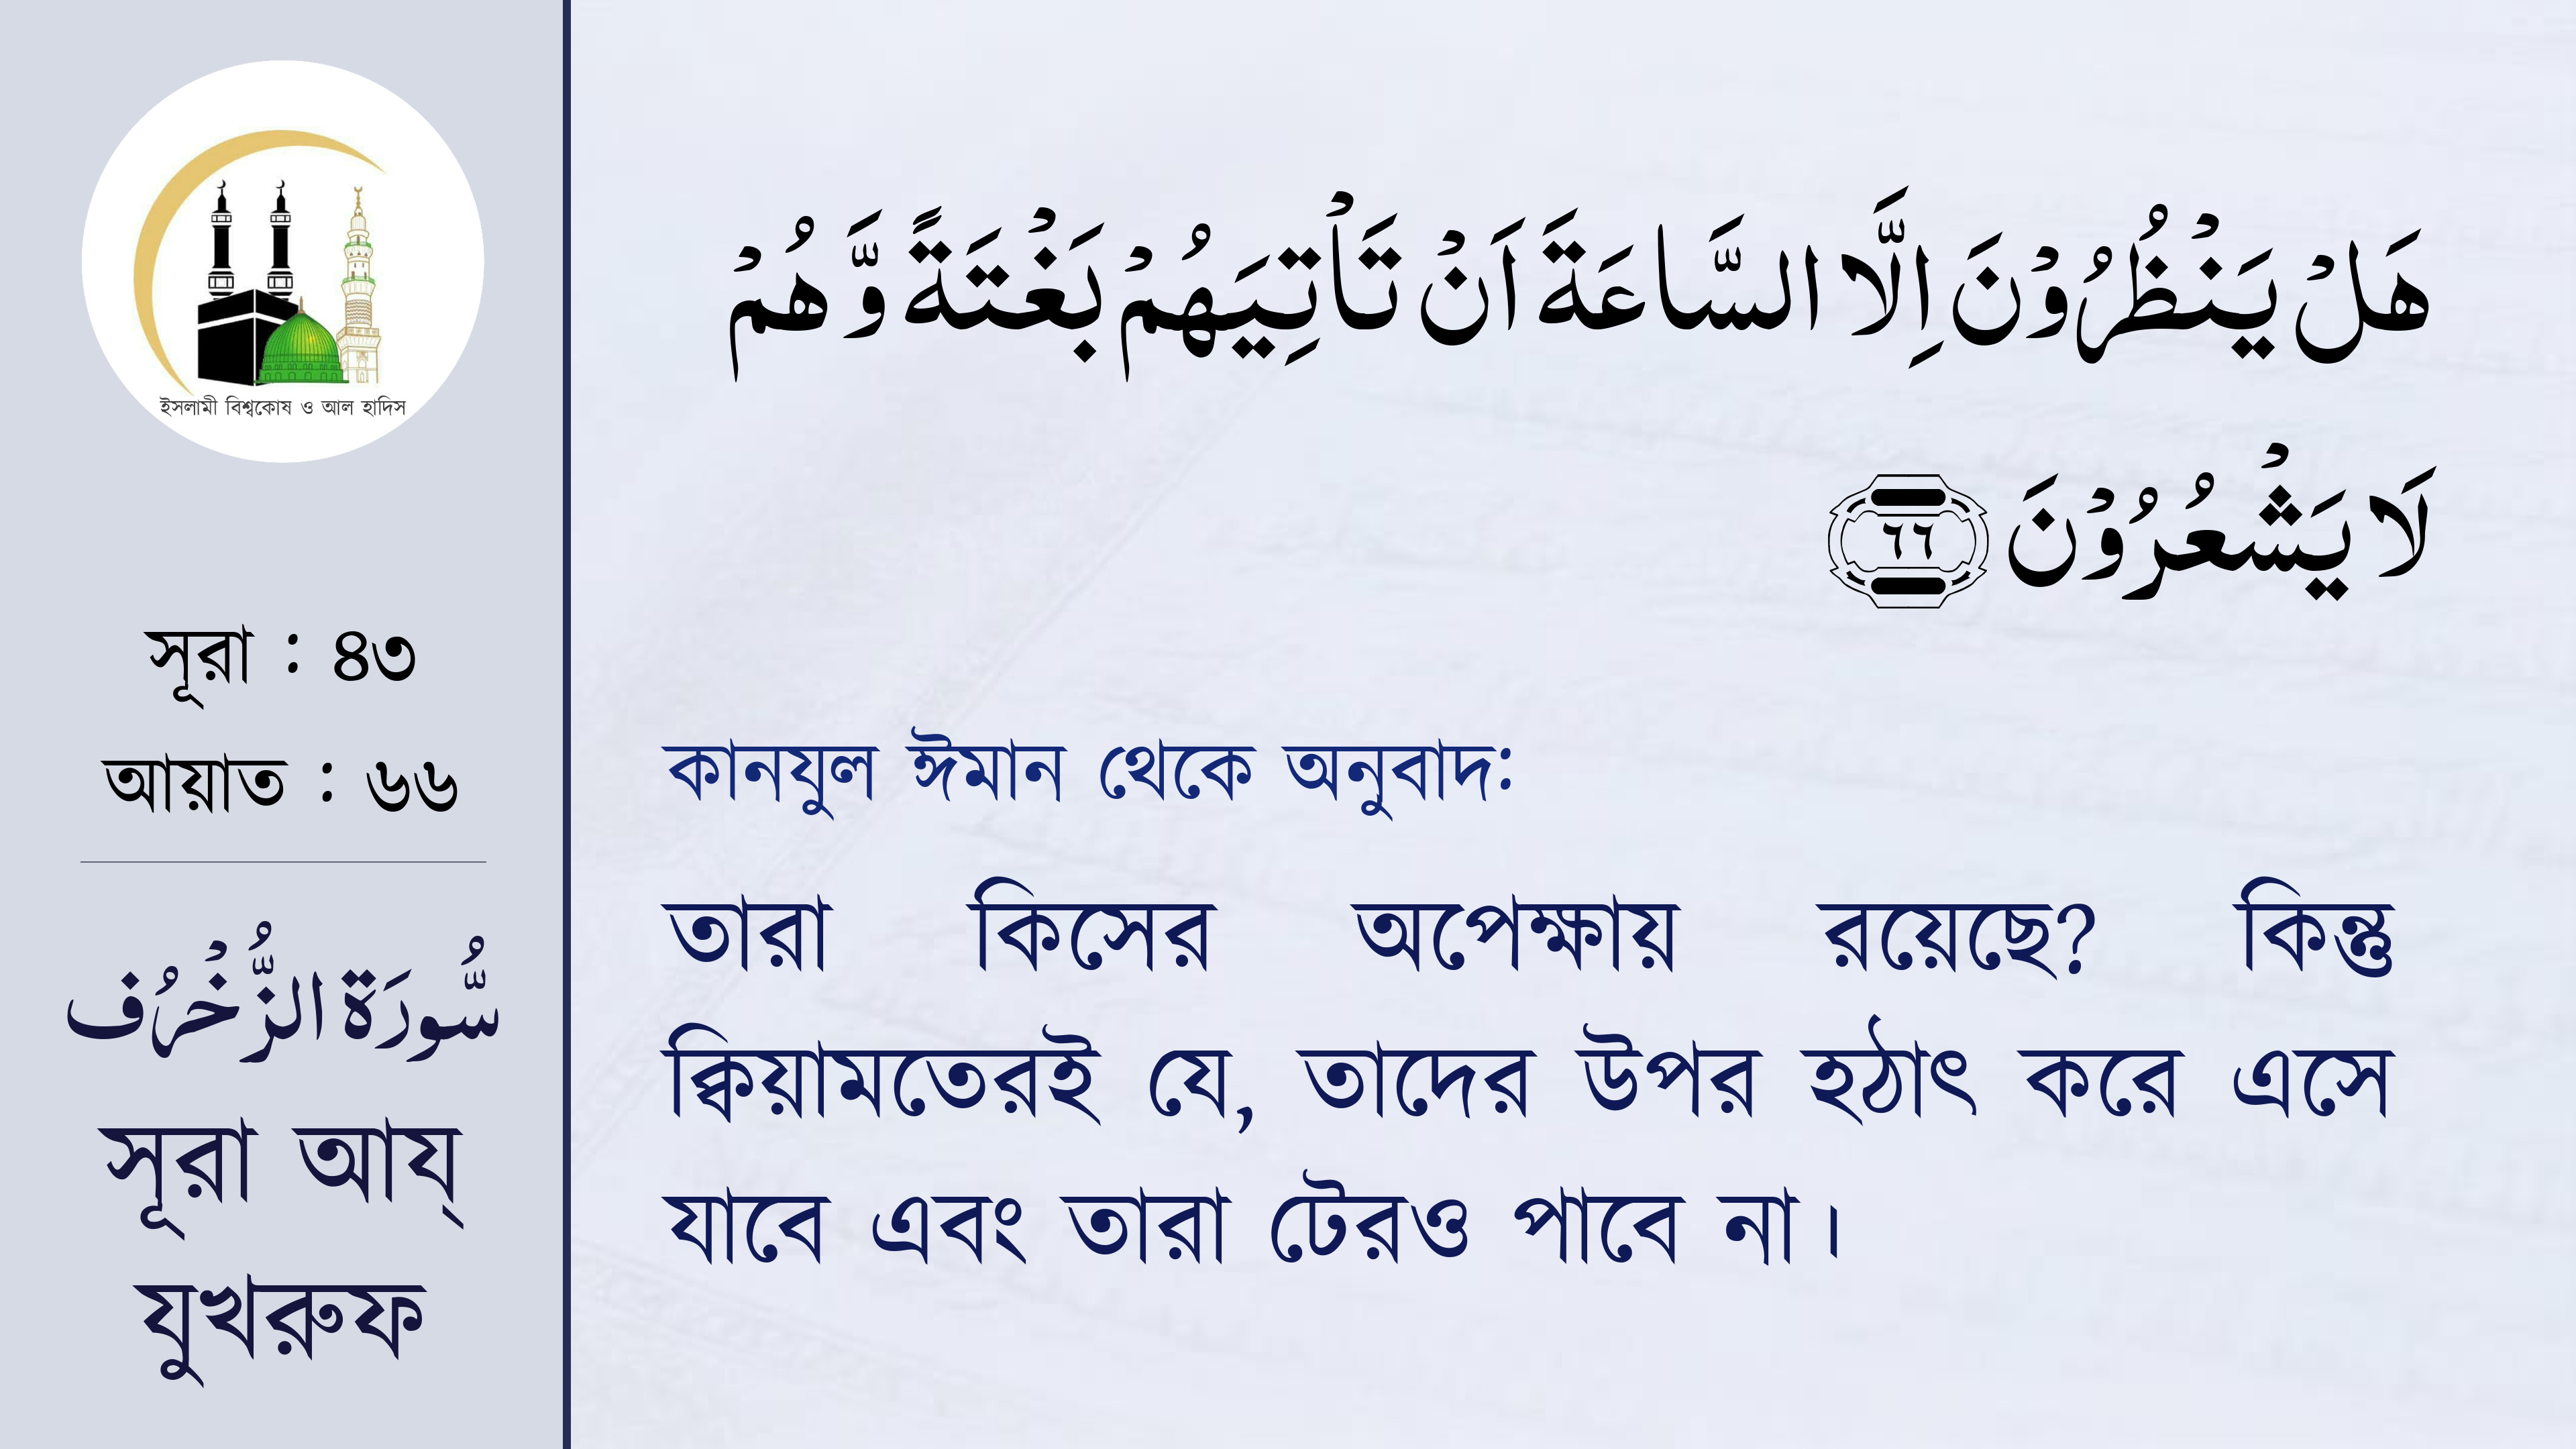 ইসলামী বিশ্বকোষ ও আল হাদিস
সূরা : ৪৩
আয়াত : ৬৬
سُّورَة الزُّخْرُف
সূরা আয্
যুখরুফ
هَلْ يَنْظُرُوْنَ اِلَّا السَّاعَةَ اَنْ تَاْتِيَهُمْ بَغْتَةً وَّ هُمْ
لَا يَشْعُرُوْنَ ٦٦
কানযুল ঈমান থেকে অনুবাদ:
তারা কিসের অপেক্ষায় রয়েছে? কিন্তু
ক্বিয়ামতেরই যে, তাদের উপর হঠাৎ করে এসে
যাবে এবং তারা টেরও পাবে না।